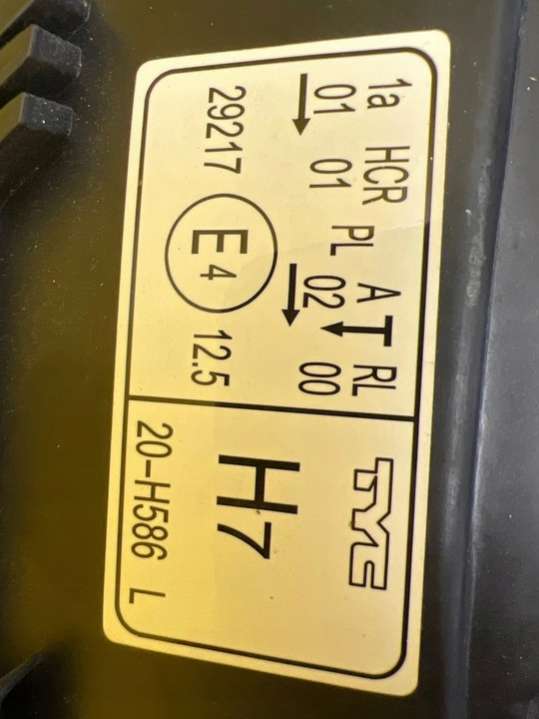 1a HCR PL A RL
01 01 02 00
29217 E4 12.5
TYC
H7
20-H586 L